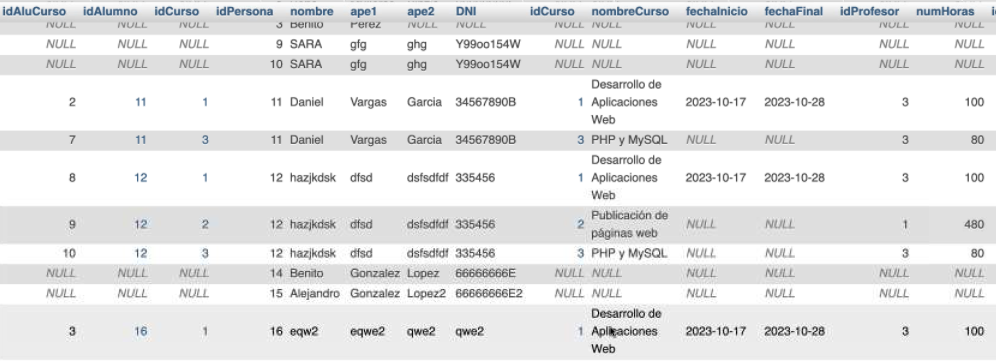 idAluCurso idAlumno idCurso idPersona nombre ape1 ape2 DNI idCurso nombreCurso fechaInicio fechaFinal idProfesor numHoras
NULL NULL NULL 3 Benito Perez NULL NULL NULL NULL NULL NULL NULL NULL
NULL NULL NULL 9 SARA gfg ghg Y99oo154W NULL NULL NULL NULL NULL NULL
NULL NULL NULL 10 SARA gfg ghg Y99oo154W NULL NULL NULL NULL NULL NULL
2 11 1 11 Daniel Vargas Garcia 34567890B 1 Desarrollo de 2023-10-17 2023-10-28 3 100
Aplicaciones
Web
7 11 3 11 Daniel Vargas Garcia 34567890B 3 PHP y MySQL NULL NULL 3 80
8 12 1 12 hazjkdsk dfsd dsfsdfdf 335456 1 Desarrollo de 2023-10-17 2023-10-28 3 100
Aplicaciones
Web
9 12 2 12 hazjkdsk dfsd dsfsdfdf 335456 2 Publicación de NULL NULL 1 480
páginas web
10 12 3 12 hazjkdsk dfsd dsfsdfdf 335456 3 PHP y MySQL NULL NULL 3 80
NULL NULL NULL 14 Benito Gonzalez Lopez 66666666E NULL NULL NULL NULL NULL NULL
NULL NULL NULL 15 Alejandro Gonzalez Lopez2 66666666E2 NULL NULL NULL NULL NULL NULL
3 16 1 16 eqw2 eqwe2 qwe2 qwe2 1 Desarrollo de 2023-10-17 2023-10-28 3 100
Aplicaciones
Web